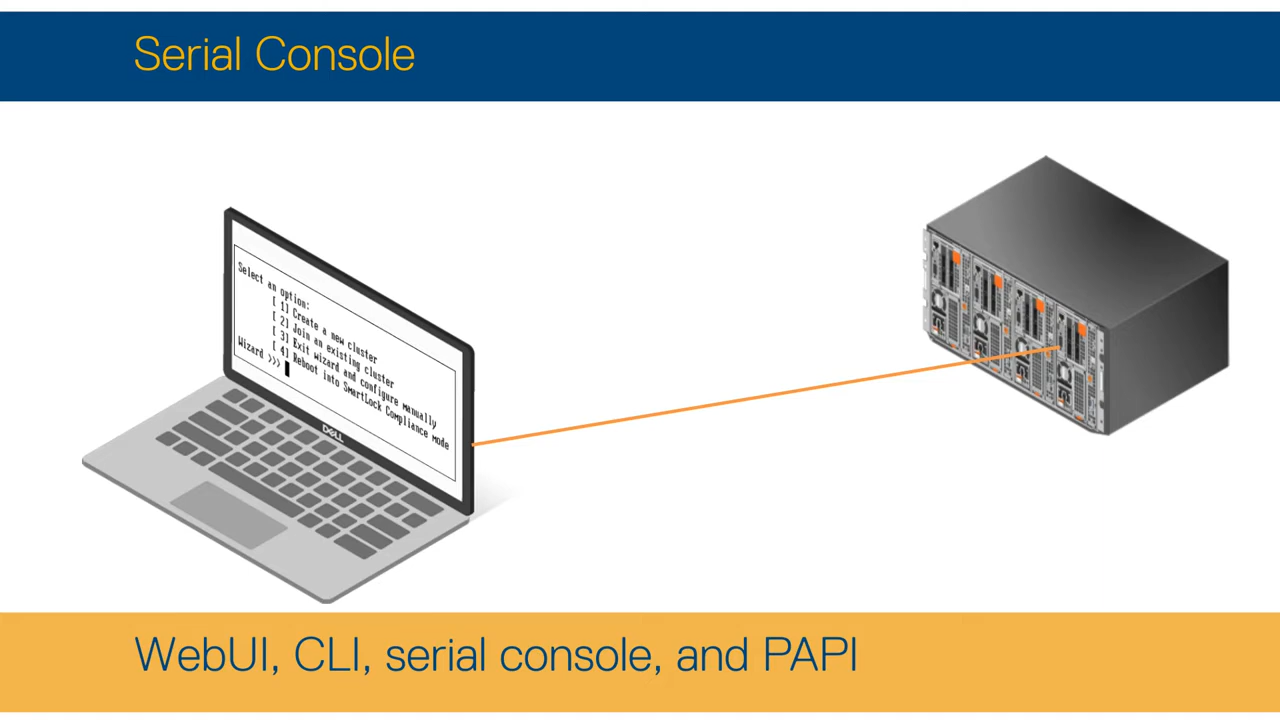 Serial Console
Select an option:
[ 1] Create a new cluster
[ 2] Join an existing cluster
[ 3] Exit wizard and configure manually
[ 4] Reboot into SmartLock Compliance mode
Wizard >>>
DELL
WebUI, CLI, serial console, and PAPI